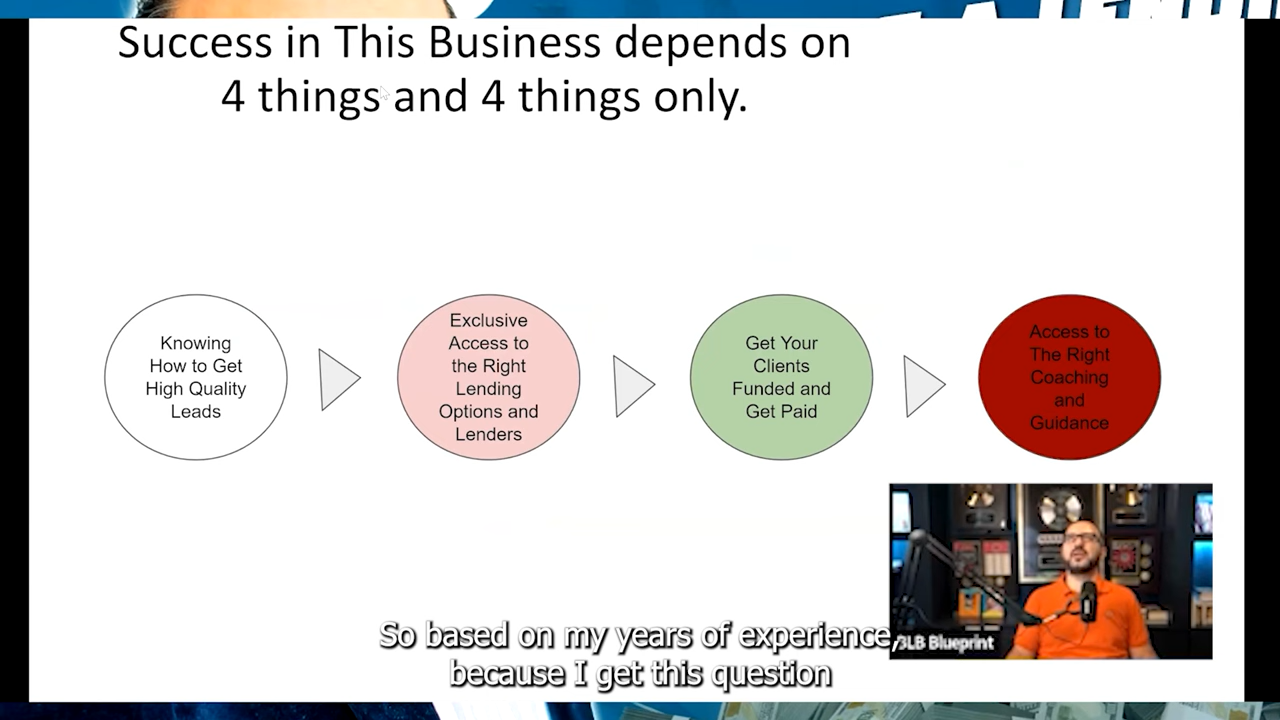 Success in This Business depends on
4 things and 4 things only.
Knowing
How to Get
High Quality
Leads
Exclusive
Access to
the Right
Lending
Options and
Lenders
Get Your
Clients
Funded and
Get Paid
Access to
The Right
Coaching
and
Guidance
BLB Blueprint
So based on my years of experience,
because I get this question